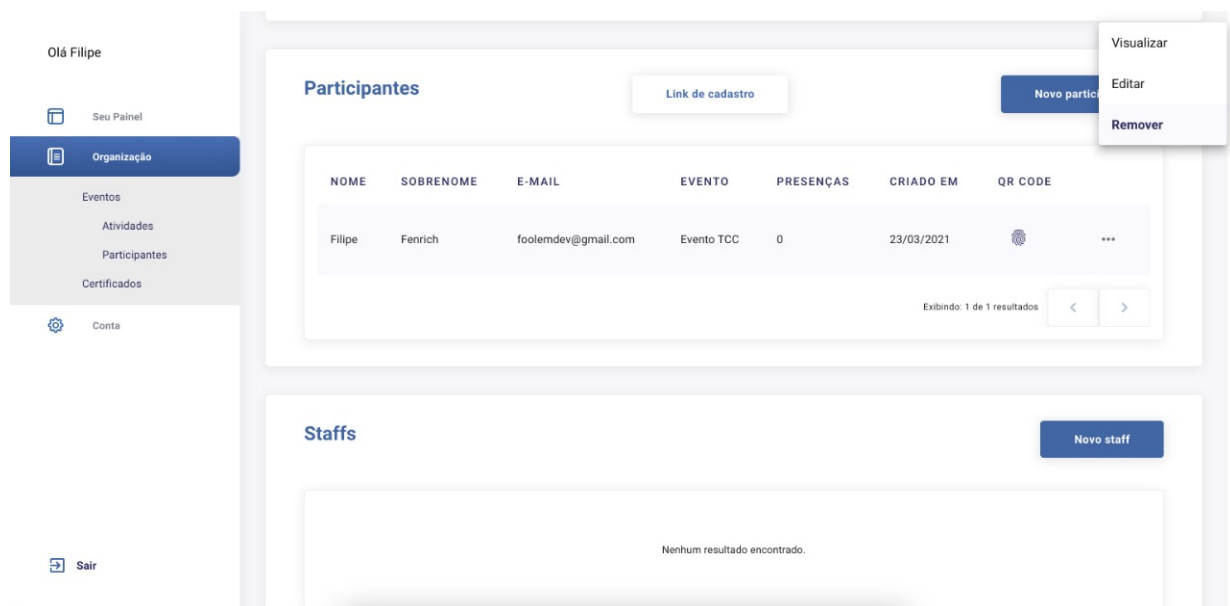 Olá Filipe
Seu Painel
Organização
Eventos
Atividades
Participantes
Certificados
Conta
Sair
Visualizar
Editar
Remover
Participantes
Link de cadastro
Novo partici
NOME SOBRENOME E-MAIL EVENTO PRESENÇAS CRIADO EM QR CODE
Filipe Fenrich foolemdev@gmail.com Evento TCC 0 23/03/2021 ...
Exibindo: 1 de 1 resultados < >
Staffs
Novo staff
Nenhum resultado encontrado.